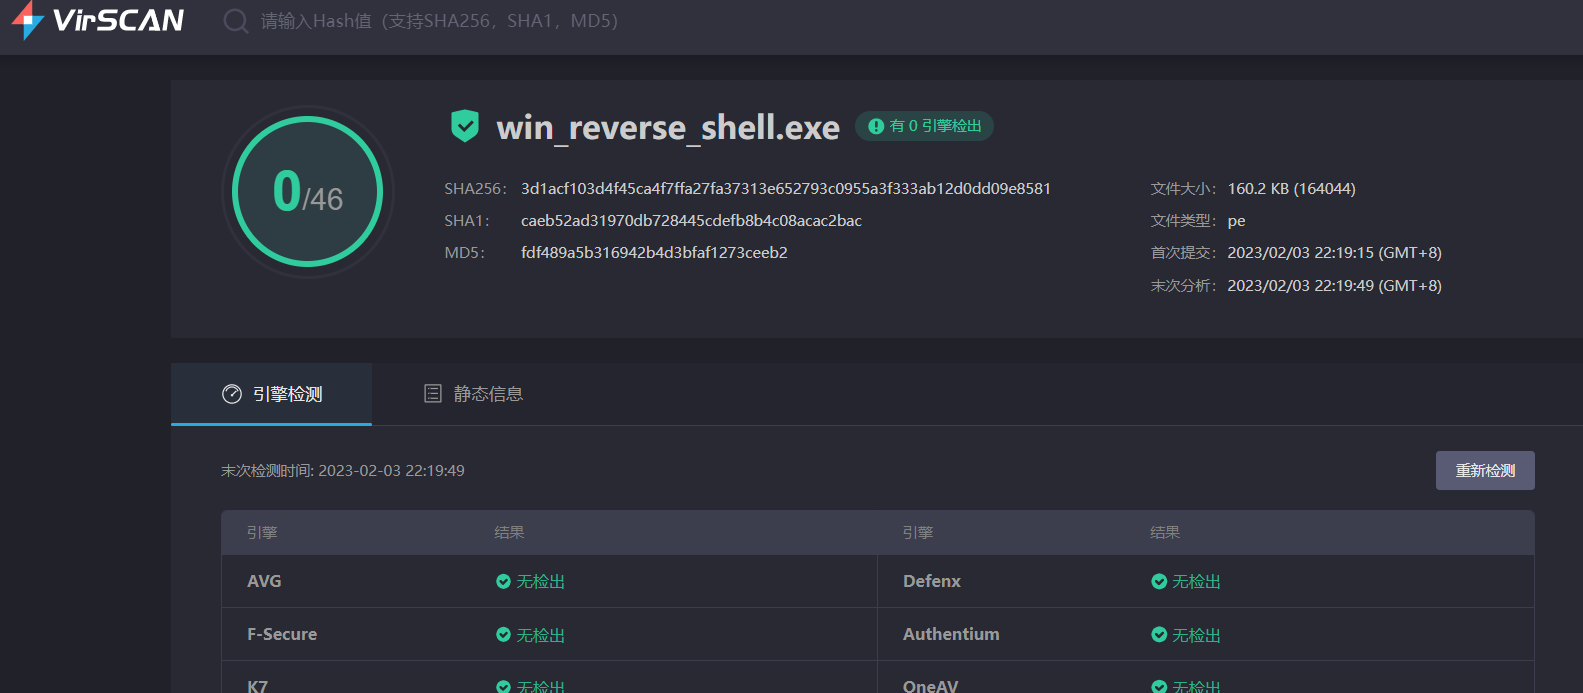 VirSCAN
请输入Hash值（支持SHA256，SHA1，MD5）
win_reverse_shell.exe
有 0 引擎检出
0/46
SHA256： 3d1acf103d4f45ca4f7ffa27fa37313e652793c0955a3f333ab12d0dd09e8581
文件大小： 160.2 KB (164044)
SHA1： caeb52ad31970db728445cdefb8b4c08acac2bac
文件类型： pe
MD5： fdf489a5b316942b4d3bfaf1273ceeb2
首次提交： 2023/02/03 22:19:15 (GMT+8)
末次分析： 2023/02/03 22:19:49 (GMT+8)
引擎检测
静态信息
末次检测时间: 2023-02-03 22:19:49
重新检测
引擎 结果 引擎 结果
AVG 无检出 Defenx 无检出
F-Secure 无检出 Authentium 无检出
K7 无检出 OneAV 无检出